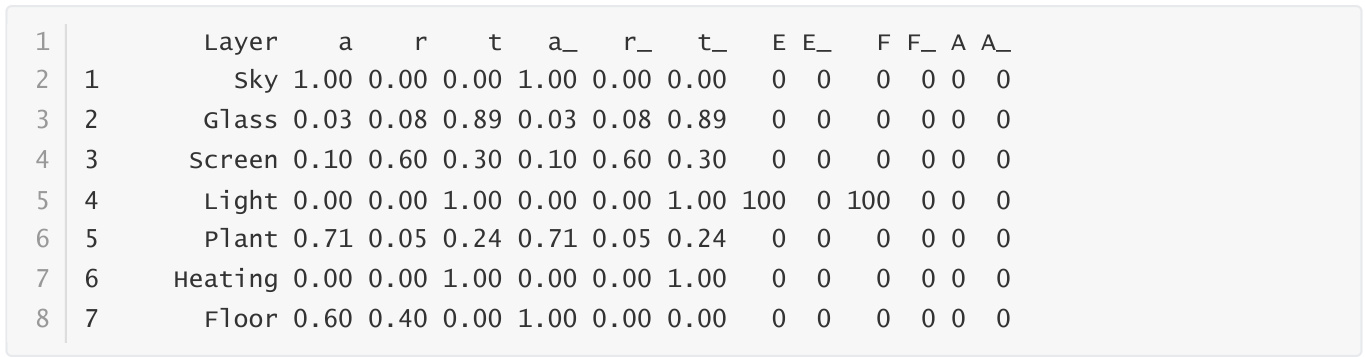 1 Layer a r t a_ r_ t_ E E_ F F_ A A_
2 1 Sky 1.00 0.00 0.00 1.00 0.00 0.00 0 0 0 0 0 0
3 2 Glass 0.03 0.08 0.89 0.03 0.08 0.89 0 0 0 0 0 0
4 3 Screen 0.10 0.60 0.30 0.10 0.60 0.30 0 0 0 0 0 0
5 4 Light 0.00 0.00 1.00 0.00 0.00 1.00 100 0 100 0 0 0
6 5 Plant 0.71 0.05 0.24 0.71 0.05 0.24 0 0 0 0 0 0
7 6 Heating 0.00 0.00 1.00 0.00 0.00 1.00 0 0 0 0 0 0
8 7 Floor 0.60 0.40 0.00 1.00 0.00 0.00 0 0 0 0 0 0